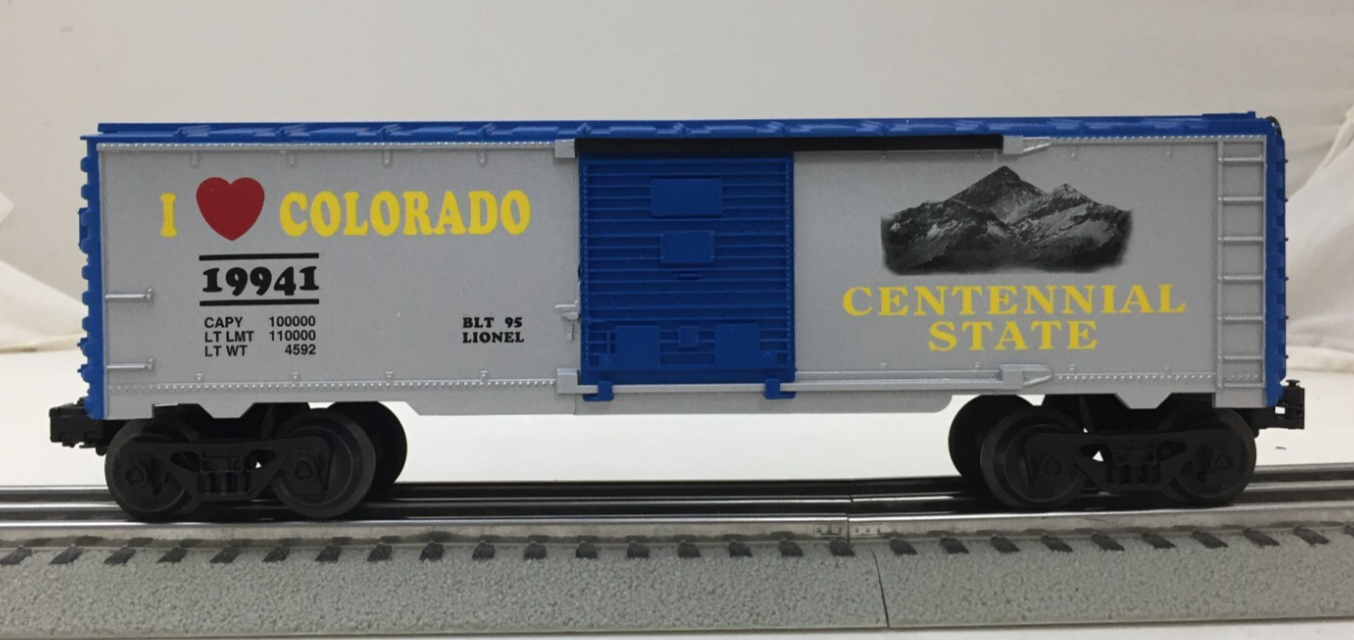 I ❤ COLORADO
19941
CAPY 100000
LT LMT 110000
LT WT 4592
BLT 95
LIONEL
CENTENNIAL
STATE